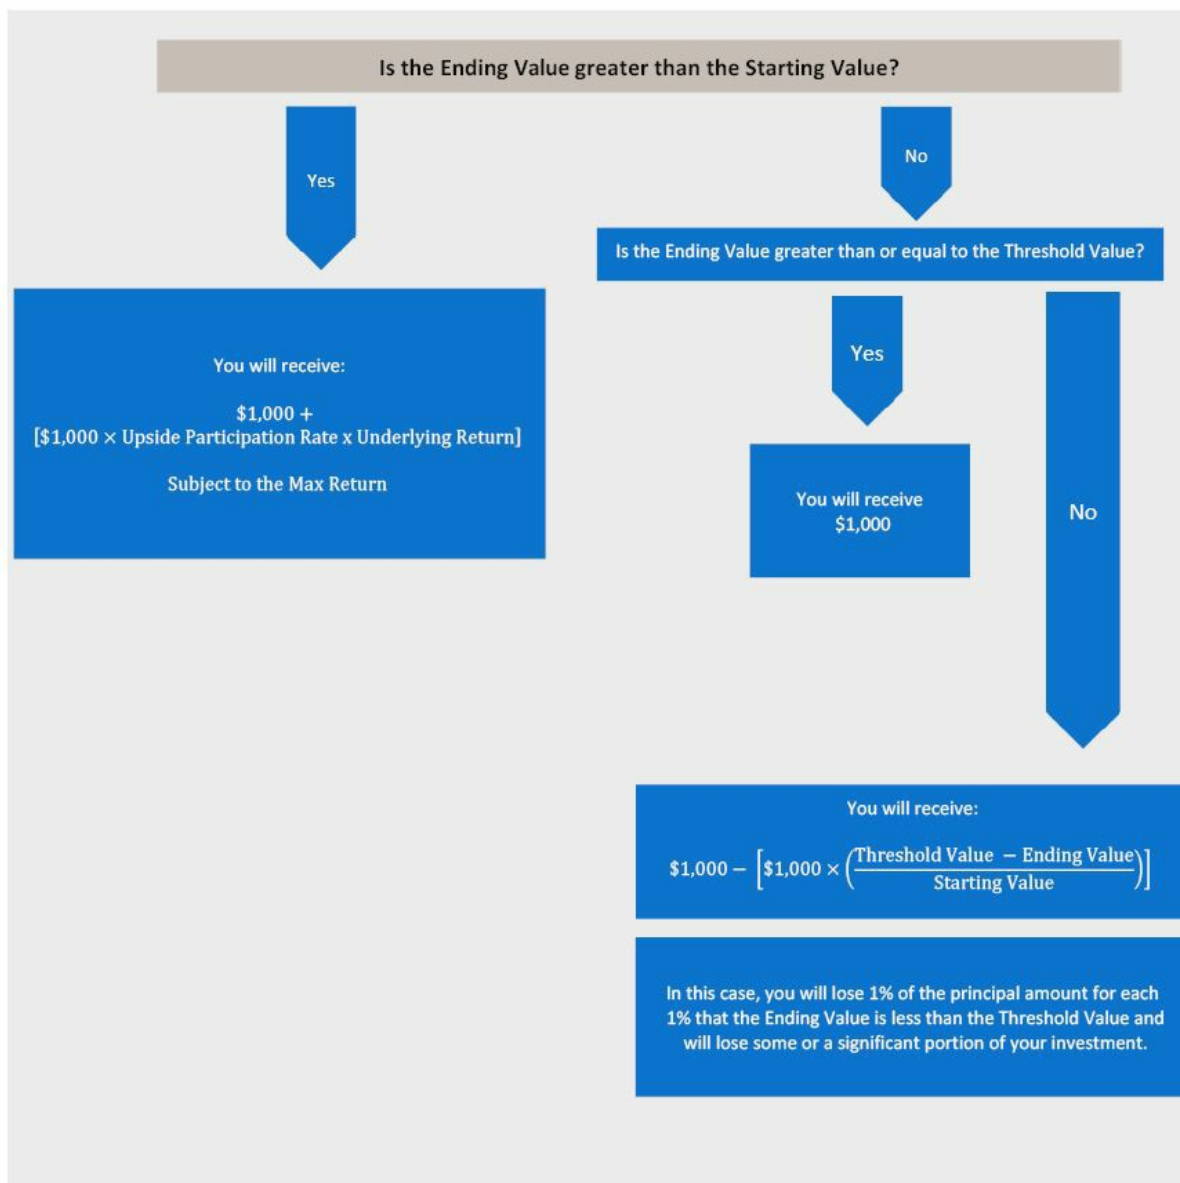 Is the Ending Value greater than the Starting Value?
Yes
No
Is the Ending Value greater than or equal to the Threshold Value?
You will receive:
$1,000 +
[$1,000 × Upside Participation Rate x Underlying Return]
Subject to the Max Return
Yes
No
You will receive
$1,000
You will receive:
$1,000 − [$1,000 × (Threshold Value − Ending Value / Starting Value)]
In this case, you will lose 1% of the principal amount for each
1% that the Ending Value is less than the Threshold Value and
will lose some or a significant portion of your investment.